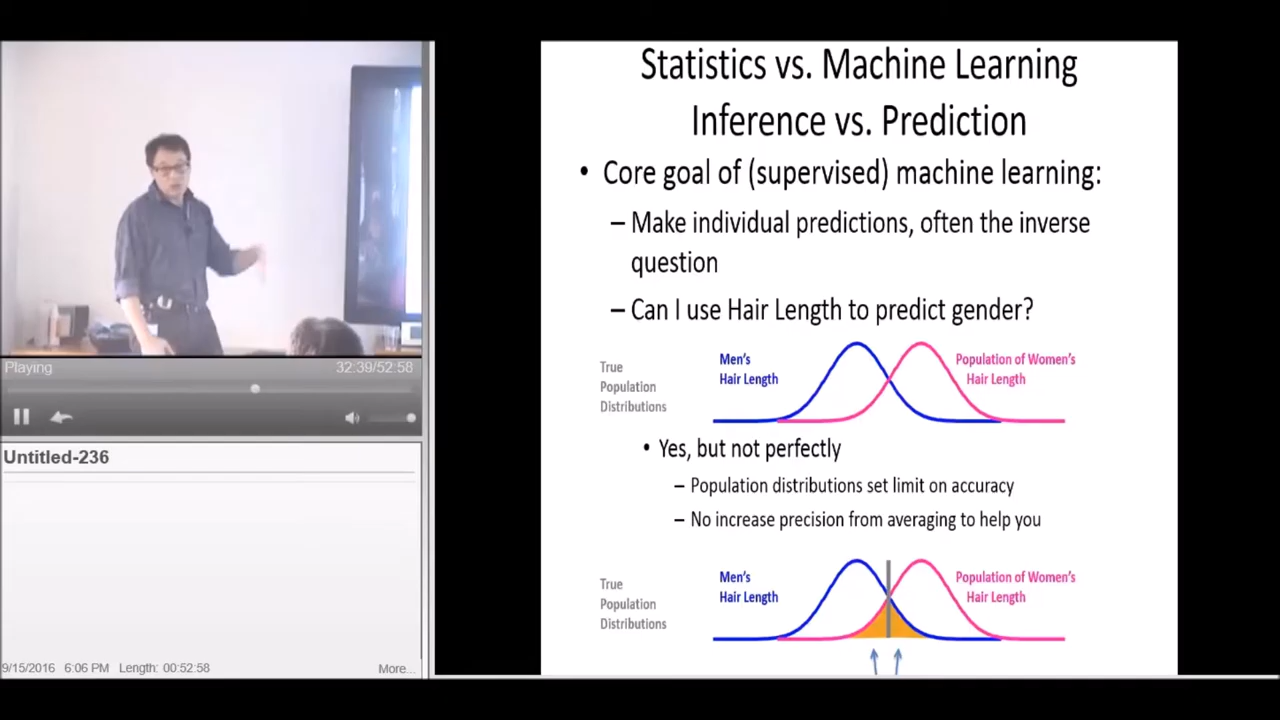 Statistics vs. Machine Learning
Inference vs. Prediction
• Core goal of (supervised) machine learning:
– Make individual predictions, often the inverse
question
– Can I use Hair Length to predict gender?
True
Population
Distributions
Men's
Hair Length
Population of Women's
Hair Length
• Yes, but not perfectly
– Population distributions set limit on accuracy
– No increase precision from averaging to help you
True
Population
Distributions
Men's
Hair Length
Population of Women's
Hair Length
Playing
32:39/52:58
Untitled-236
9/15/2016 6:06 PM Length: 00:52:58
More...